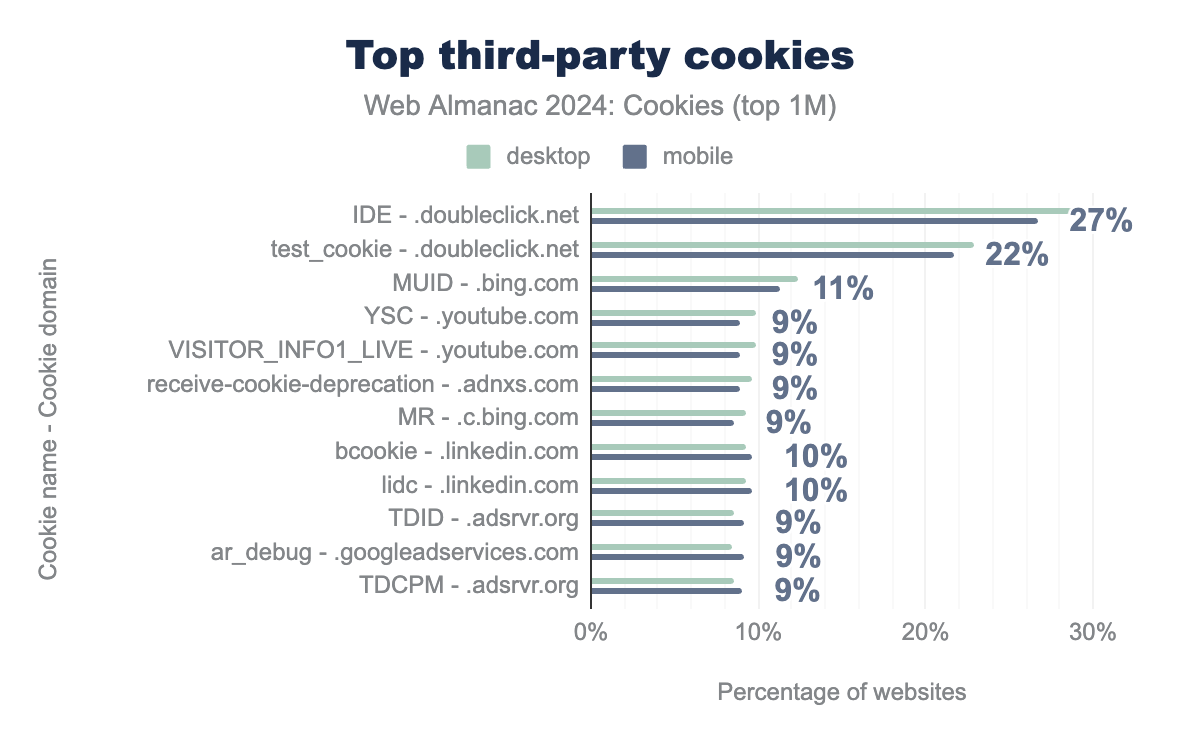 Top third-party cookies
Web Almanac 2024: Cookies (top 1M)
desktop mobile
Cookie name - Cookie domain
IDE - .doubleclick.net 27%
test_cookie - .doubleclick.net 22%
MUID - .bing.com 11%
YSC - .youtube.com 9%
VISITOR_INFO1_LIVE - .youtube.com 9%
receive-cookie-deprecation - .adnxs.com 9%
MR - .c.bing.com 9%
bcookie - .linkedin.com 10%
lidc - .linkedin.com 10%
TDID - .adsrvr.org 9%
ar_debug - .googleadservices.com 9%
TDCPM - .adsrvr.org 9%
0% 10% 20% 30%
Percentage of websites